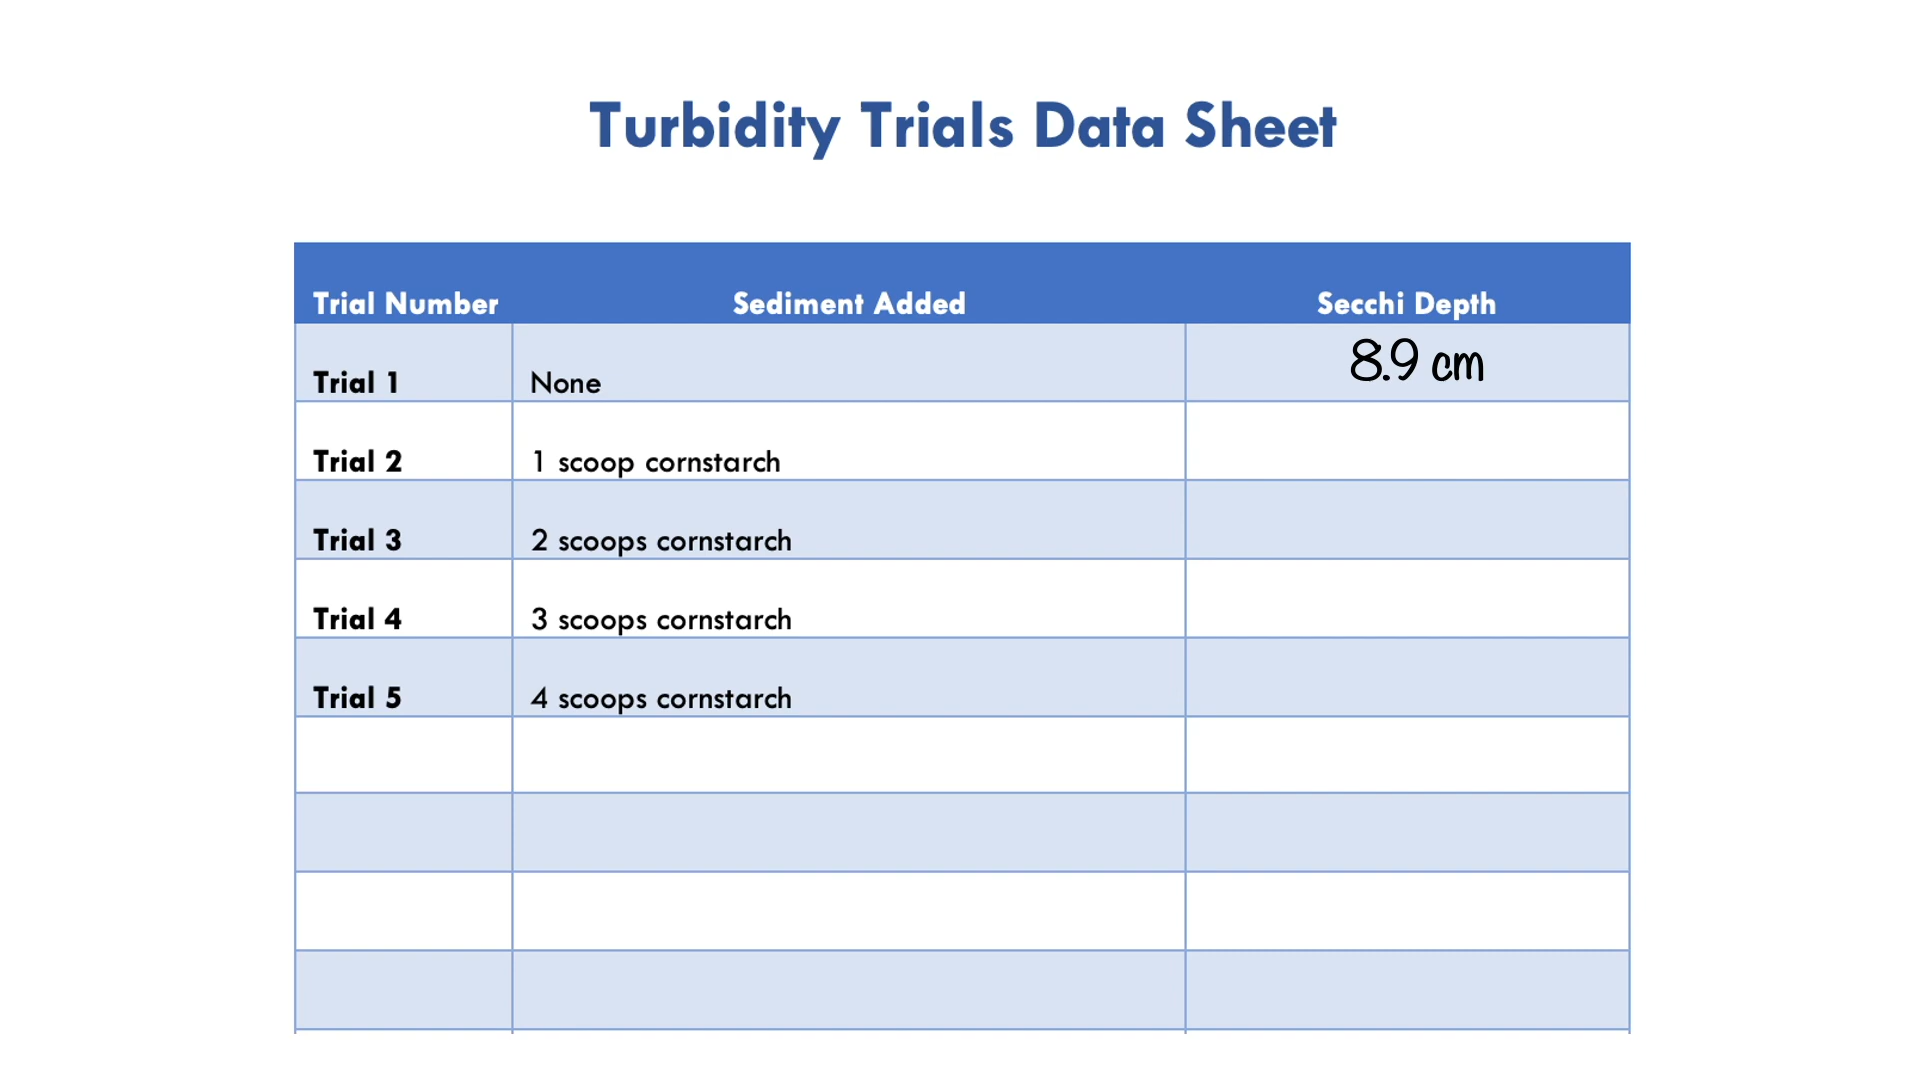 Turbidity Trials Data Sheet
Trial Number Sediment Added Secchi Depth
Trial 1 None 8.9 cm
Trial 2 1 scoop cornstarch
Trial 3 2 scoops cornstarch
Trial 4 3 scoops cornstarch
Trial 5 4 scoops cornstarch